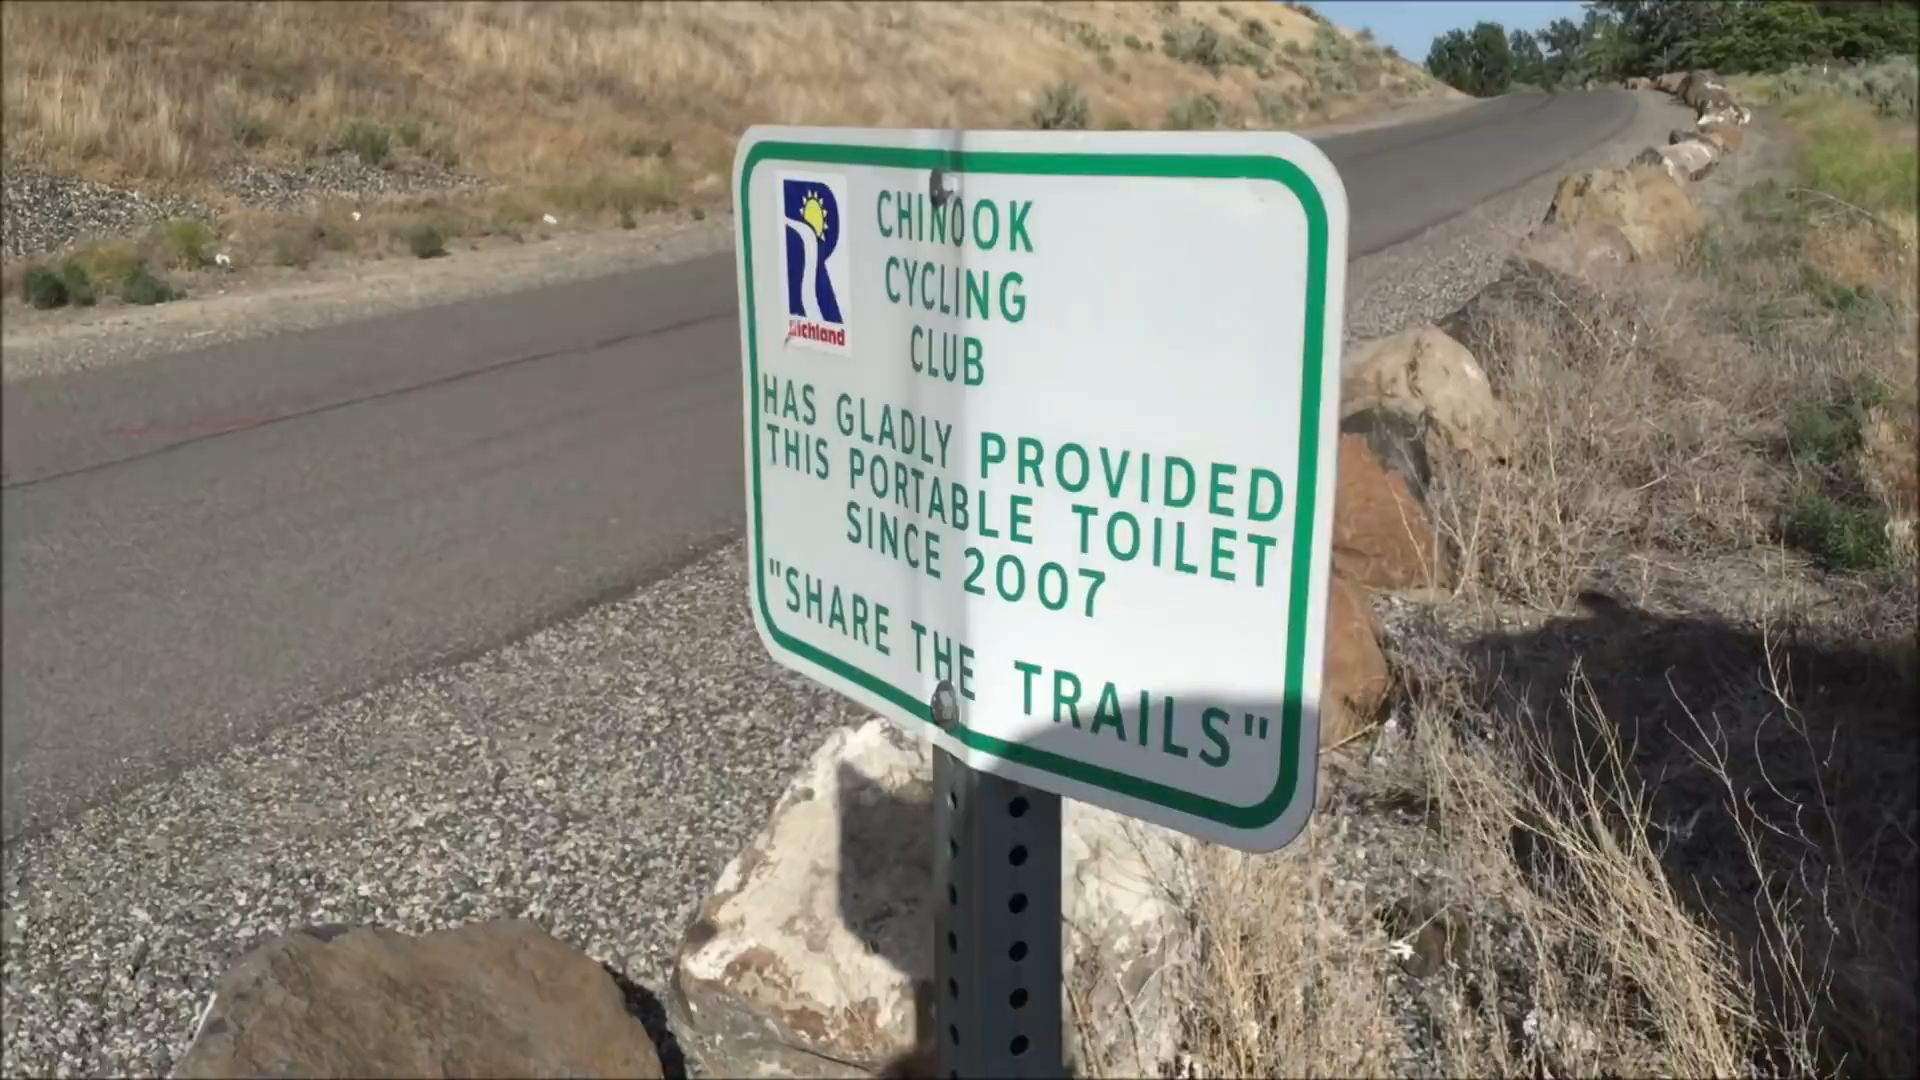 R
Richland
CHINOOK
CYCLING
CLUB
HAS GLADLY PROVIDED
THIS PORTABLE TOILET
SINCE 2007
"SHARE THE TRAILS"